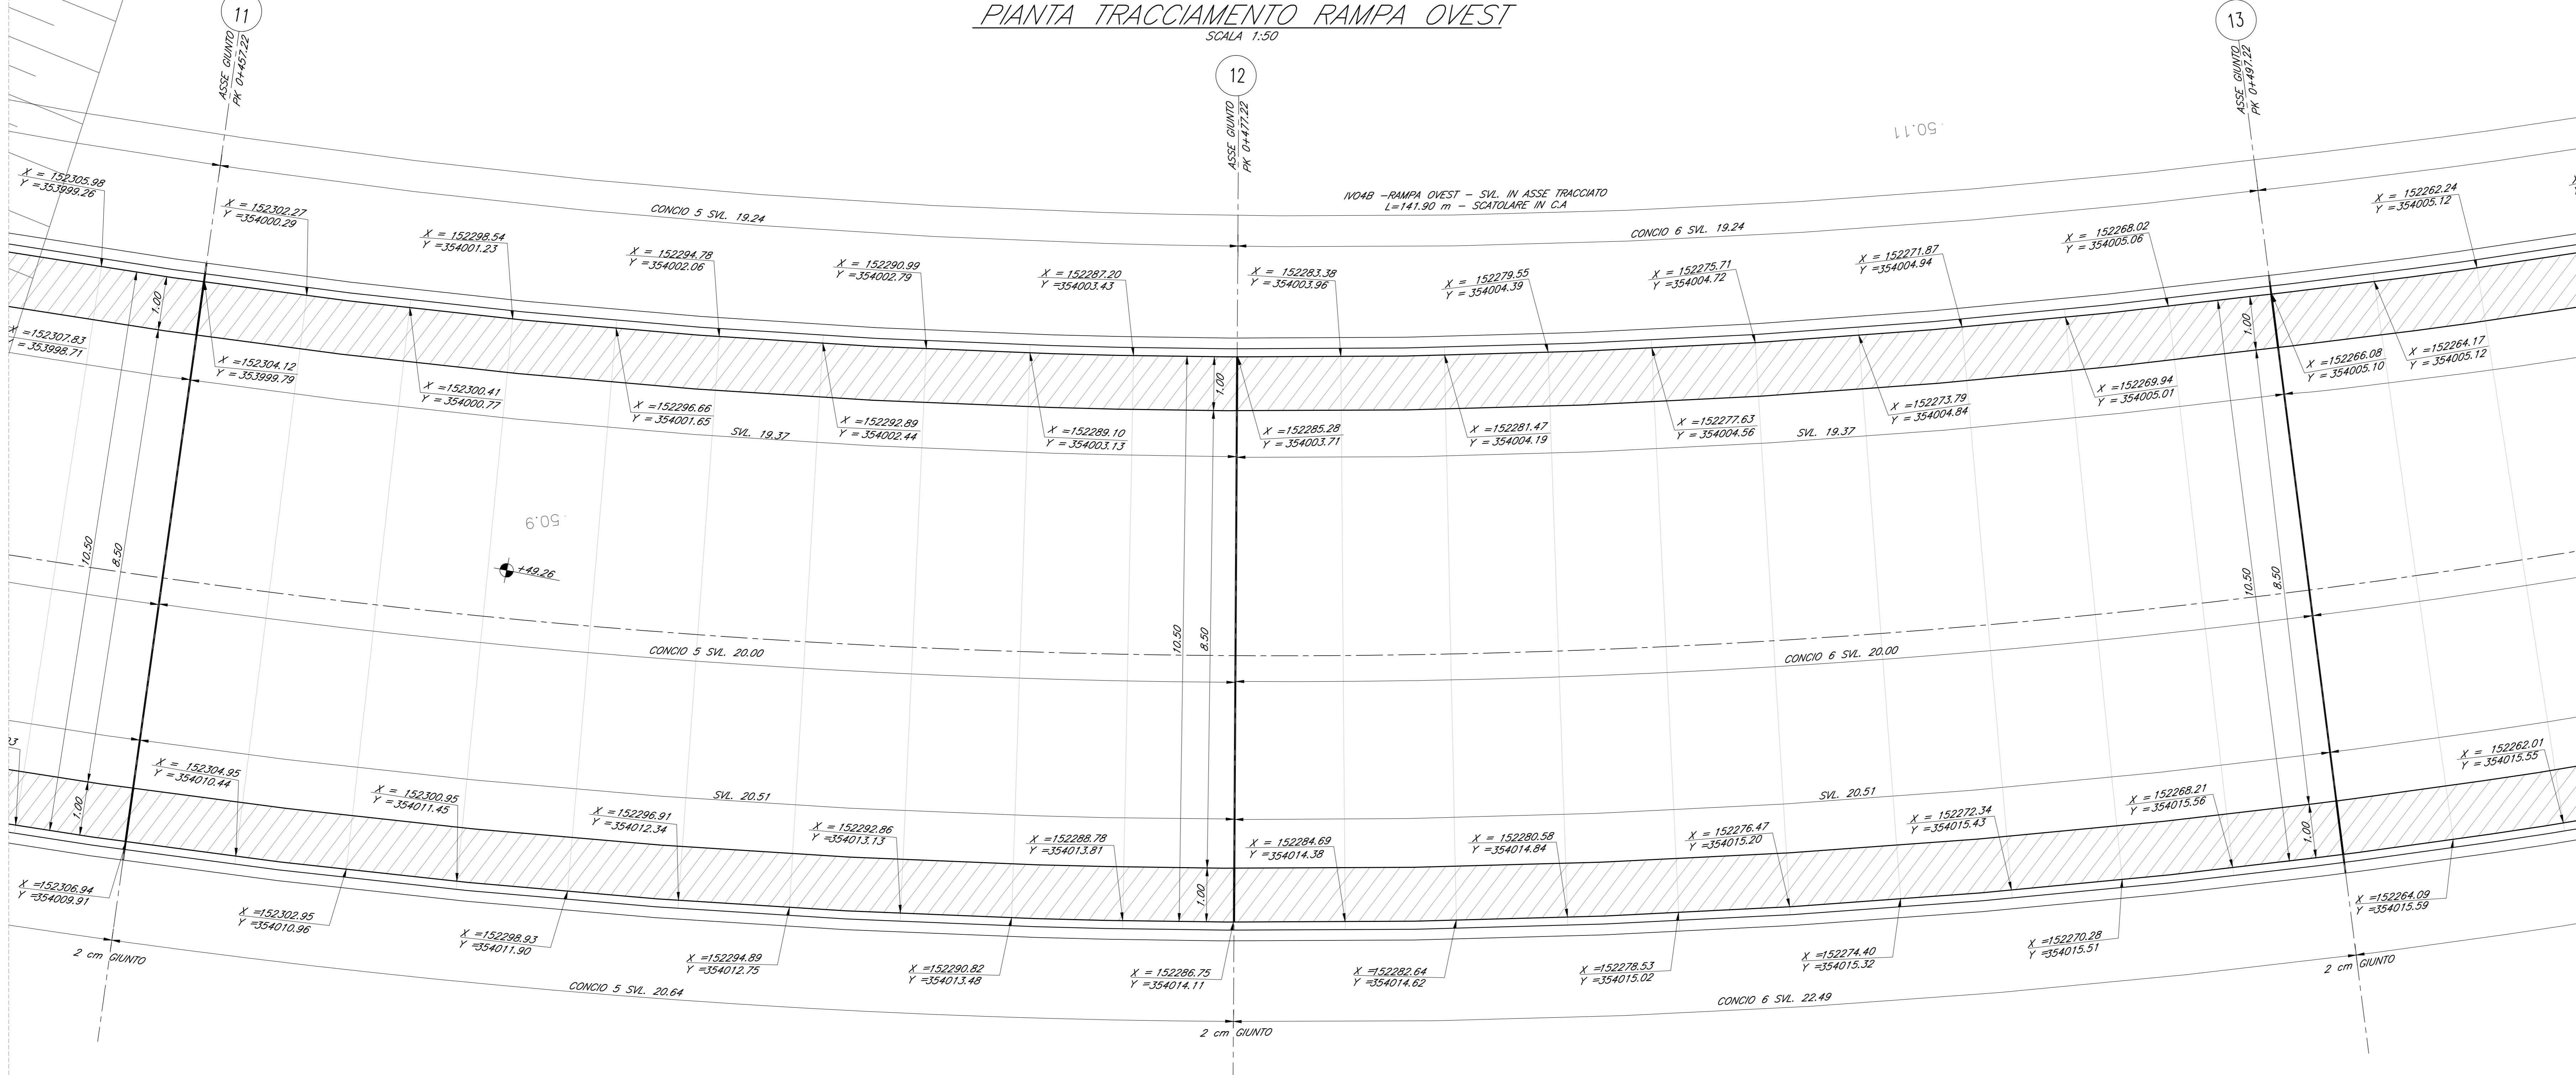 PIANTA TRACCIAMENTO RAMPA OVEST
SCALA 1:50
11
ASSE GIUNTO
PK 0+457.22
12
ASSE GIUNTO
PK 0+477.22
13
ASSE GIUNTO
PK 0+497.22
50.11
IV04B -RAMPA OVEST - SVL. IN ASSE TRACCIATO
L=141.90 m - SCATOLARE IN C.A
CONCIO 5 SVL. 19.24
CONCIO 6 SVL. 19.24
X = 152305.98
Y =353999.26
X = 152302.27
Y =354000.29
X = 152298.54
Y =354001.23
X = 152294.78
Y =354002.06
X = 152290.99
Y =354002.79
X = 152287.20
Y =354003.43
X = 152283.38
Y = 354003.96
X = 152279.55
Y = 354004.39
X = 152275.71
Y =354004.72
X = 152271.87
Y =354004.94
X = 152268.02
Y = 354005.06
X = 152262.24
Y = 354005.12
1.00
1.00
1.00
X =152307.83
Y = 353998.71
X =152304.12
Y = 353999.79
X =152300.41
Y = 354000.77
X =152296.66
Y = 354001.65
X =152292.89
Y = 354002.44
X =152289.10
Y = 354003.13
X =152285.28
Y = 354003.71
X =152281.47
Y = 354004.19
X =152277.63
Y = 354004.56
X =152273.79
Y = 354004.84
X =152269.94
Y = 354005.01
X =152266.08
Y = 354005.10
X =152264.17
Y = 354005.12
SVL. 19.37
SVL. 19.37
50.9
+49.26
10.50
8.50
10.50
8.50
10.50
8.50
CONCIO 5 SVL. 20.00
CONCIO 6 SVL. 20.00
SVL. 20.51
SVL. 20.51
X = 152304.95
Y =354010.44
X = 152300.95
Y =354011.45
X = 152296.91
Y =354012.34
X = 152292.86
Y =354013.13
X =152288.78
Y =354013.81
X = 152284.69
Y =354014.38
X = 152280.58
Y = 354014.84
X = 152276.47
Y =354015.20
X = 152272.34
Y =354015.43
X = 152268.21
Y =354015.56
X = 152262.01
Y = 354015.55
1.00
1.00
1.00
X =152306.94
Y =354009.91
X =152302.95
Y =354010.96
X =152298.93
Y =354011.90
X =152294.89
Y =354012.75
X =152290.82
Y =354013.48
X = 152286.75
Y = 354014.11
X =152282.64
Y =354014.62
X =152278.53
Y =354015.02
X =152274.40
Y =354015.32
X =152270.28
Y =354015.51
X =152264.09
Y =354015.59
2 cm GIUNTO
2 cm GIUNTO
2 cm GIUNTO
CONCIO 5 SVL. 20.64
CONCIO 6 SVL. 22.49